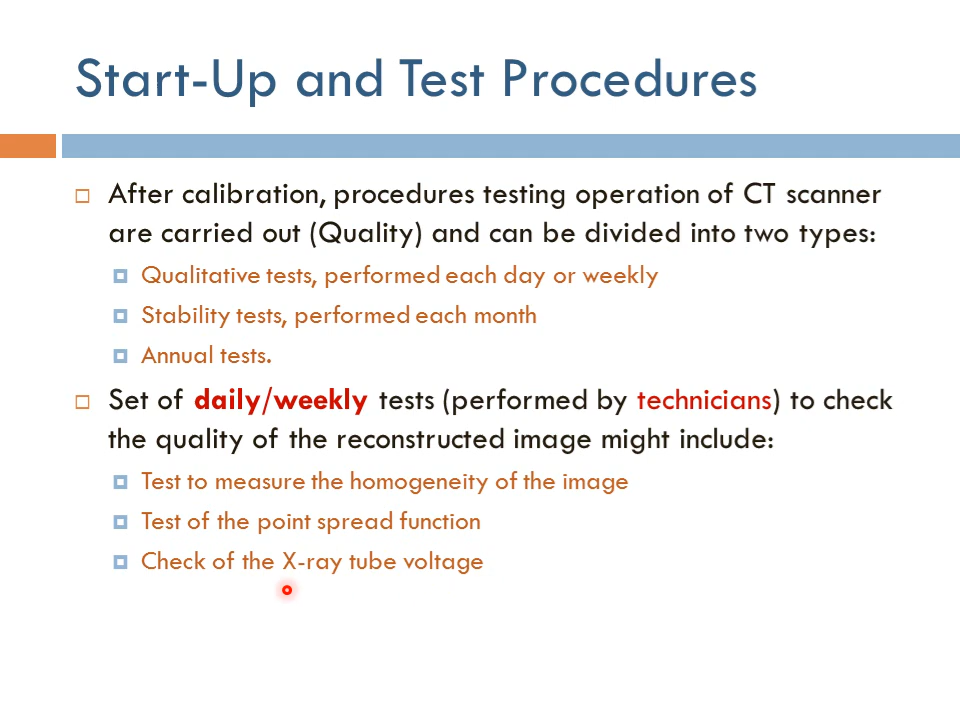 Start-Up and Test Procedures
After calibration, procedures testing operation of CT scanner
are carried out (Quality) and can be divided into two types:
Qualitative tests, performed each day or weekly
Stability tests, performed each month
Annual tests.
Set of daily/weekly tests (performed by technicians) to check
the quality of the reconstructed image might include:
Test to measure the homogeneity of the image
Test of the point spread function
Check of the X-ray tube voltage